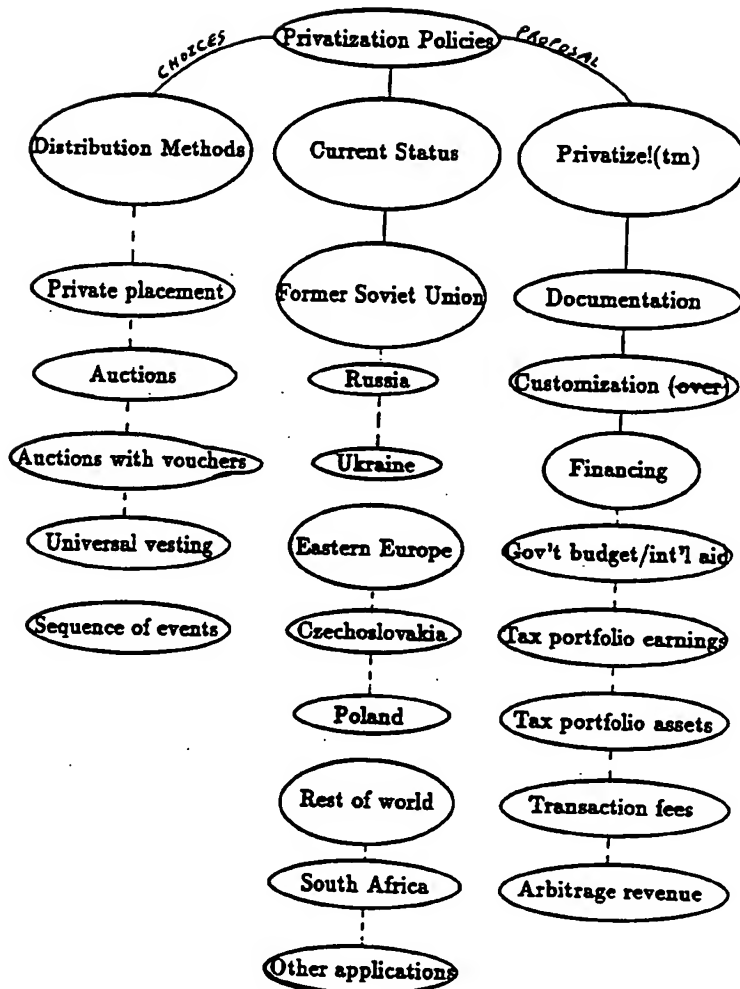 Privatization Policies
CHOICES
PROPOSAL
Distribution Methods
Private placement
Auctions
Auctions with vouchers
Universal vesting
Sequence of events
Current Status
Former Soviet Union
Russia
Ukraine
Eastern Europe
Czechoslovakia
Poland
Rest of world
South Africa
Other applications
Privatize!(tm)
Documentation
Customization (over)
Financing
Gov't budget/int'l aid
Tax portfolio earnings
Tax portfolio assets
Transaction fees
Arbitrage revenue